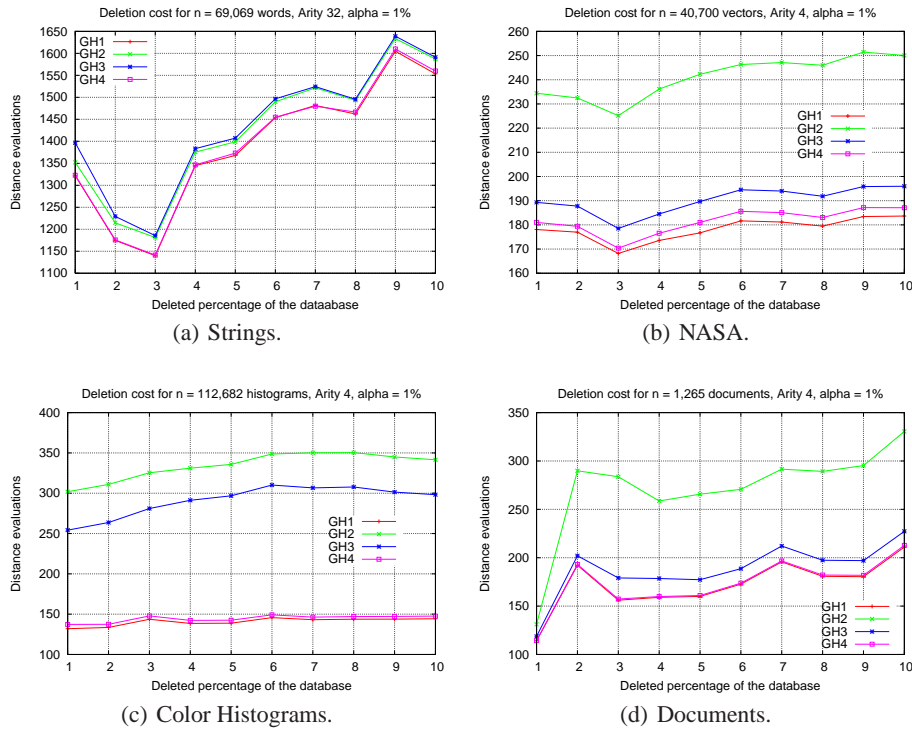 Deletion cost for n = 69,069 words, Arity 32, alpha = 1%
1650
1600
1550
1500
1450
1400
1350
1300
1250
1200
1150
1100
Distance evaluations
GH1
GH2
GH3
GH4
1 2 3 4 5 6 7 8 9 10
Deleted percentage of the dataabase
(a) Strings.
Deletion cost for n = 40,700 vectors, Arity 4, alpha = 1%
260
250
240
230
220
210
200
190
180
170
160
Distance evaluations
GH1
GH2
GH3
GH4
1 2 3 4 5 6 7 8 9 10
Deleted percentage of the database
(b) NASA.
Deletion cost for n = 112,682 histograms, Arity 4, alpha = 1%
400
350
300
250
200
150
100
Distance evaluations
GH1
GH2
GH3
GH4
1 2 3 4 5 6 7 8 9 10
Deleted percentage of the database
(c) Color Histograms.
Deletion cost for n = 1,265 documents, Arity 4, alpha = 1%
350
300
250
200
150
100
Distance evaluations
GH1
GH2
GH3
GH4
1 2 3 4 5 6 7 8 9 10
Deleted percentage of the database
(d) Documents.